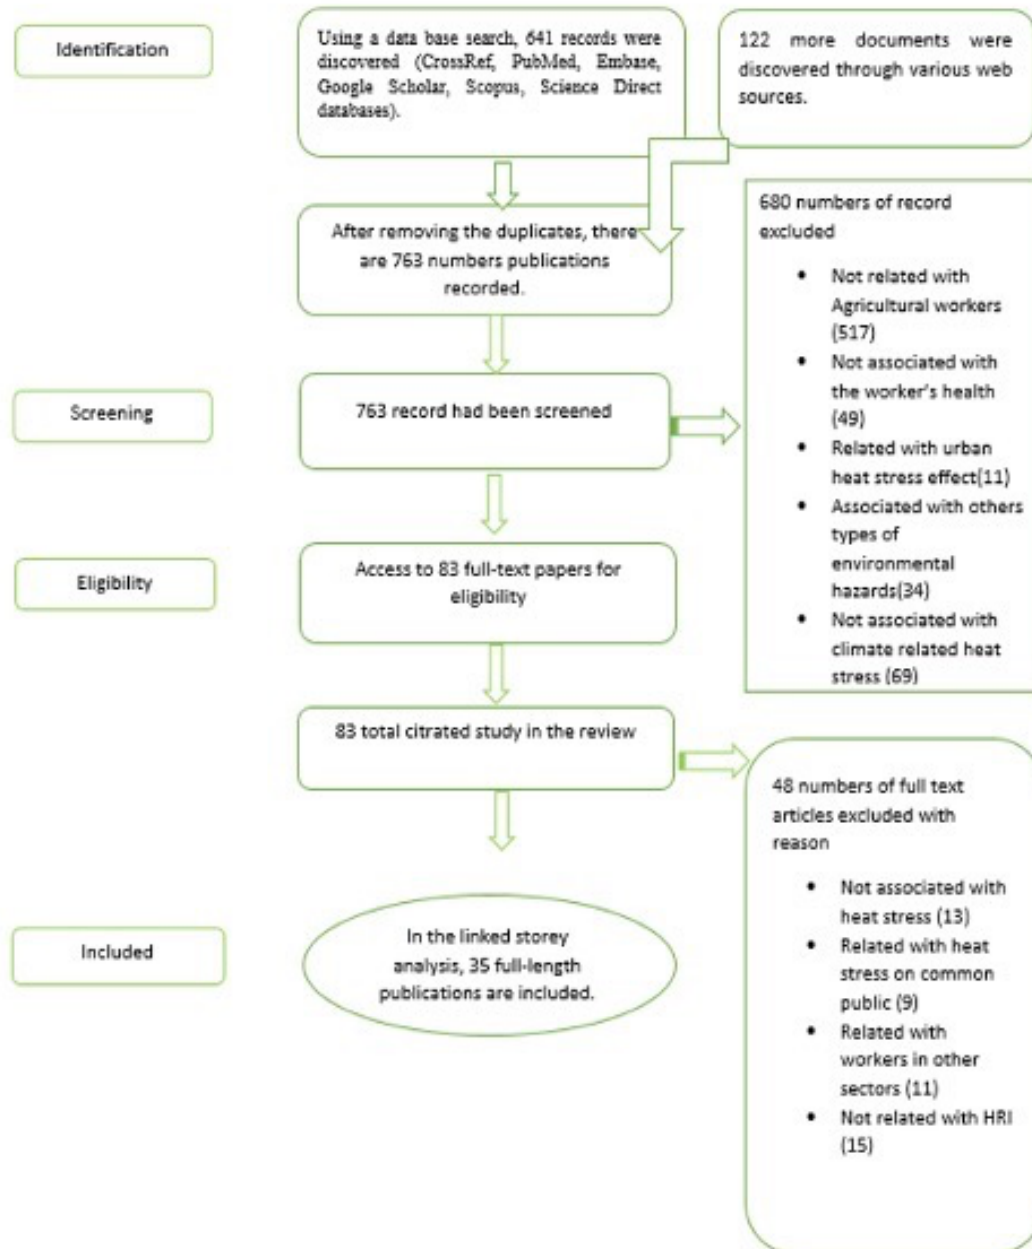 Identification
Using a data base search, 641 records were
discovered (CrossRef, PubMed, Embase,
Google Scholar, Scopus, Science Direct
databases).
122 more documents were
discovered through various web
sources.
After removing the duplicates, there
are 763 numbers publications
recorded.
680 numbers of record
excluded
• Not related with
Agricultural workers
(517)
• Not associated with
the worker's health
(49)
• Related with urban
heat stress effect(11)
• Associated with others
types of
environmental
hazards(34)
• Not associated with
climate related heat
stress (69)
Screening
763 record had been screened
Eligibility
Access to 83 full-text papers for
eligibility
83 total citrated study in the review
48 numbers of full text
articles excluded with
reason
• Not associated with
heat stress (13)
• Related with heat
stress on common
public (9)
• Related with
workers in other
sectors (11)
• Not related with HRI
(15)
Included
In the linked storey
analysis, 35 full-length
publications are included.